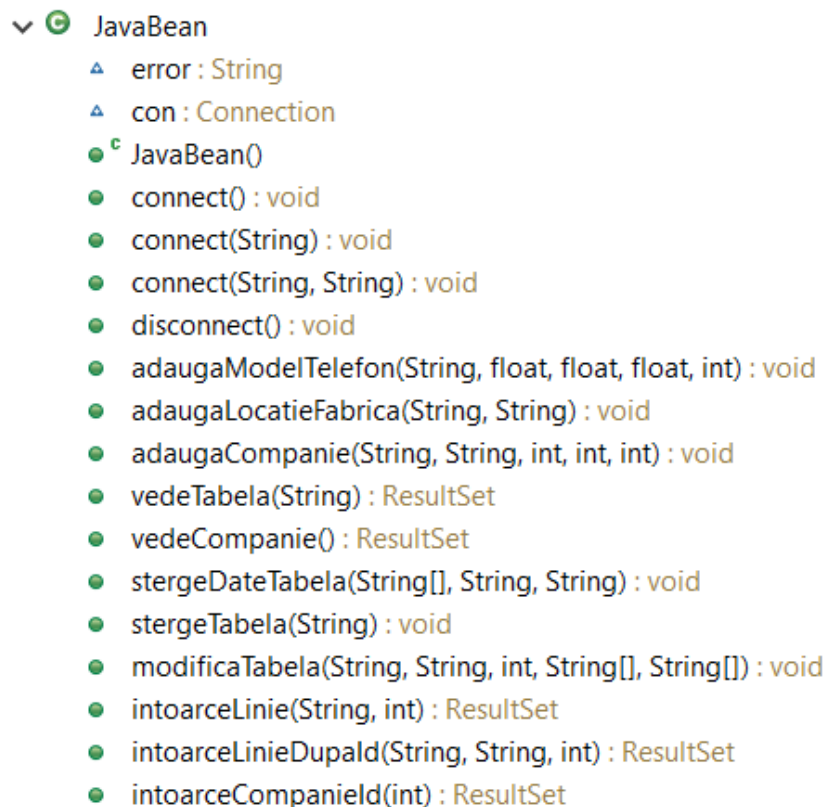 JavaBean
error : String
con : Connection
JavaBean()
connect() : void
connect(String) : void
connect(String, String) : void
disconnect() : void
adaugaModelTelefon(String, float, float, float, int) : void
adaugaLocatieFabrica(String, String) : void
adaugaCompanie(String, String, int, int, int) : void
vedeTabela(String) : ResultSet
vedeCompanie() : ResultSet
stergeDateTabela(String[], String, String) : void
stergeTabela(String) : void
modificaTabela(String, String, int, String[], String[]) : void
intoarceLinie(String, int) : ResultSet
intoarceLinieDupaId(String, String, int) : ResultSet
intoarceCompanieId(int) : ResultSet